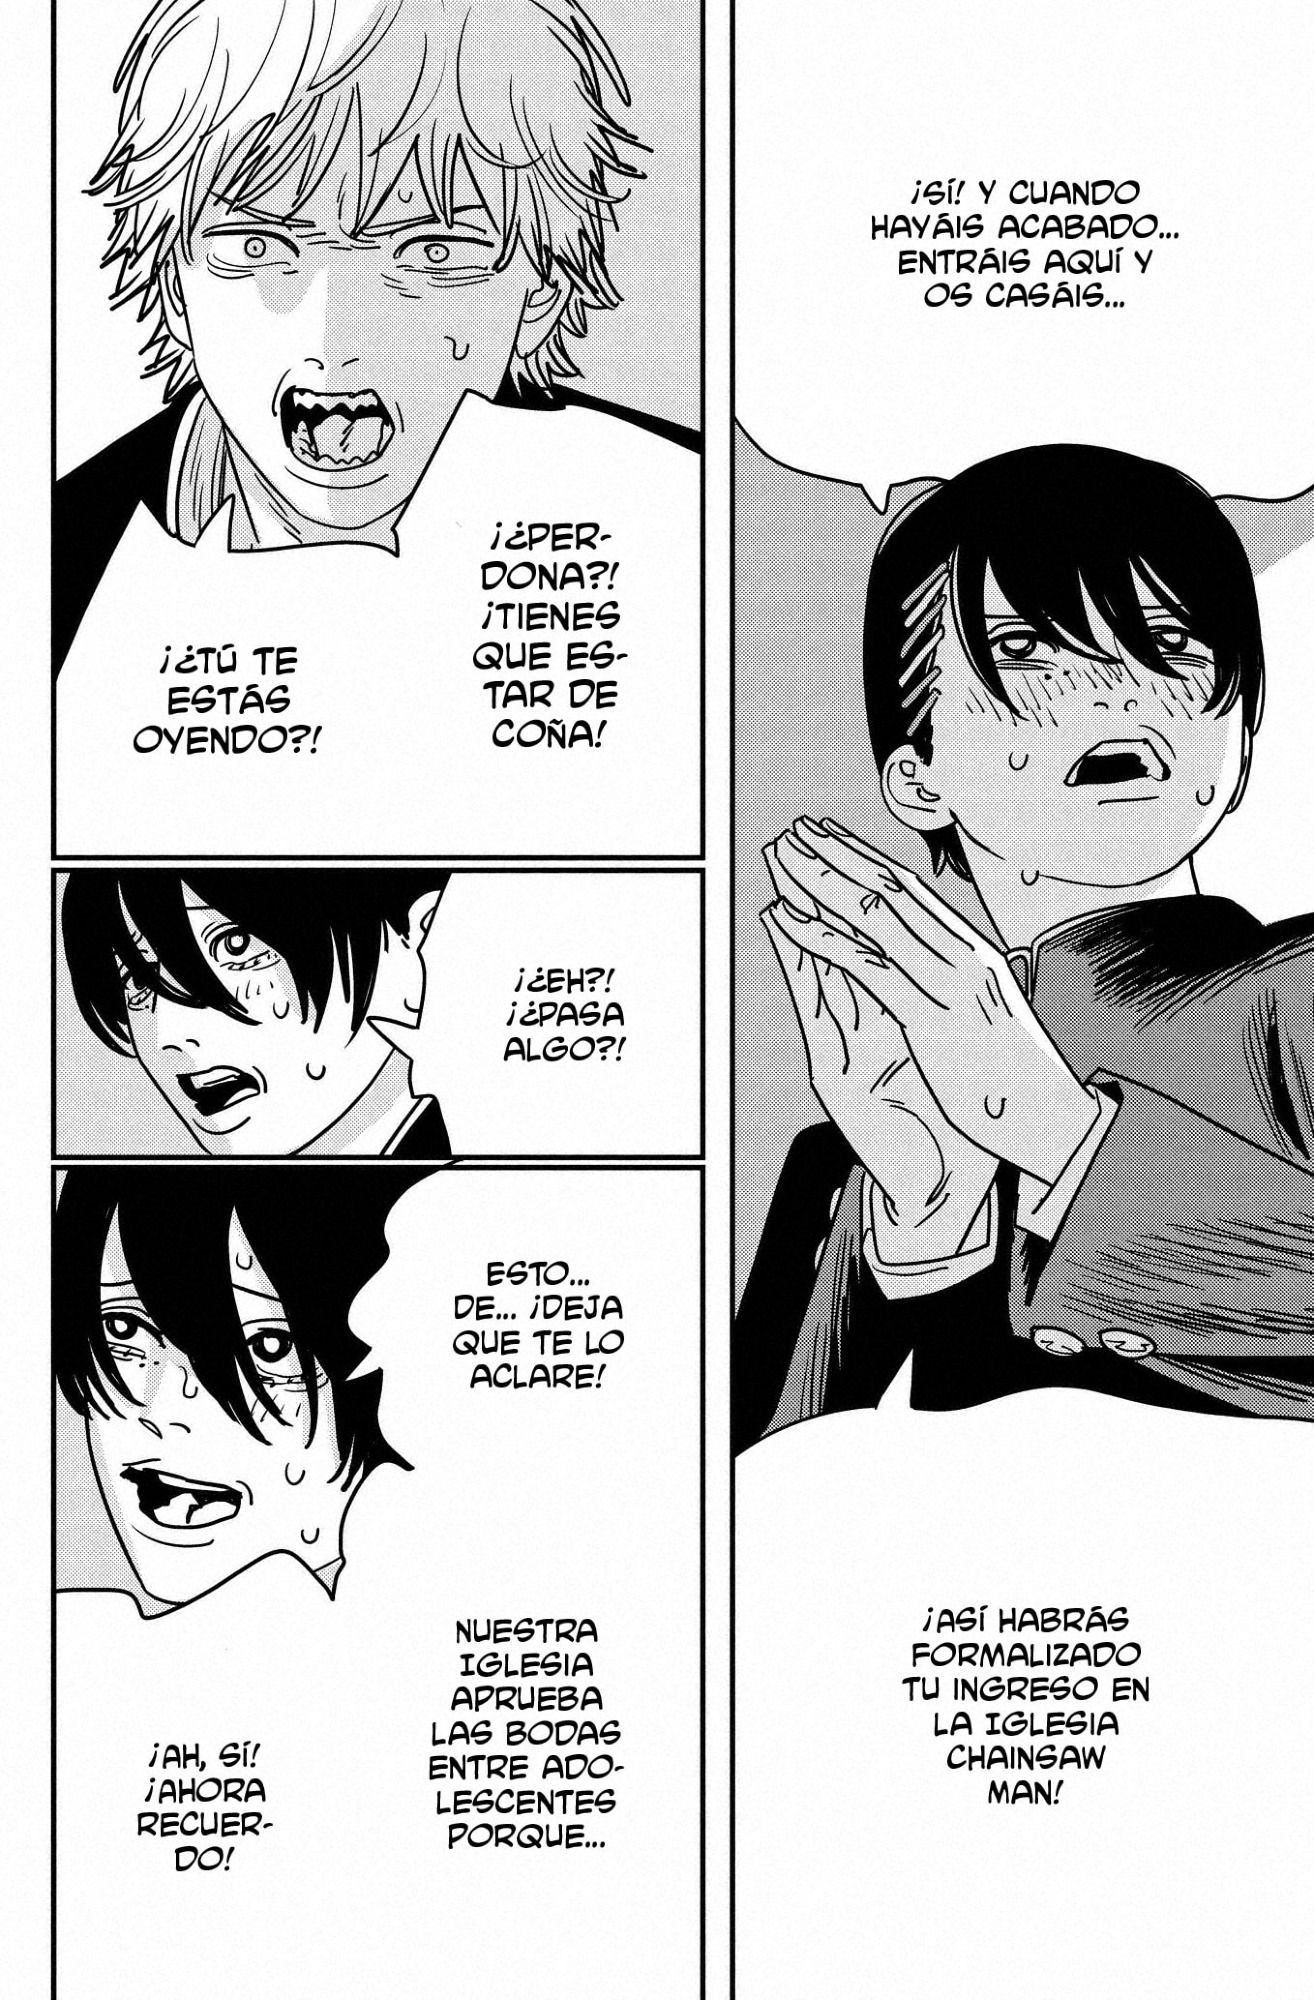 ¡SÍ! Y CUANDO
HAYÁIS ACABADO...
ENTRÁIS AQUÍ Y
OS CASÁIS...
¡ASÍ HABRÁS
FORMALIZADO
TU INGRESO EN
LA IGLESIA
CHAINSAW
MAN!
¡¿PER-
DONA?!
¡TIENES
QUE ES-
TAR DE
COÑA!
¡¿TÚ TE
ESTÁS
OYENDO?!
¡¿EH?!
¡¿PASA
ALGO?!
ESTO...
DE... ¡DEJA
QUE TE LO
ACLARE!
NUESTRA
IGLESIA
APRUEBA
LAS BODAS
ENTRE ADO-
LESCENTES
PORQUE...
¡AH, SÍ!
¡AHORA
RECUER-
DO!